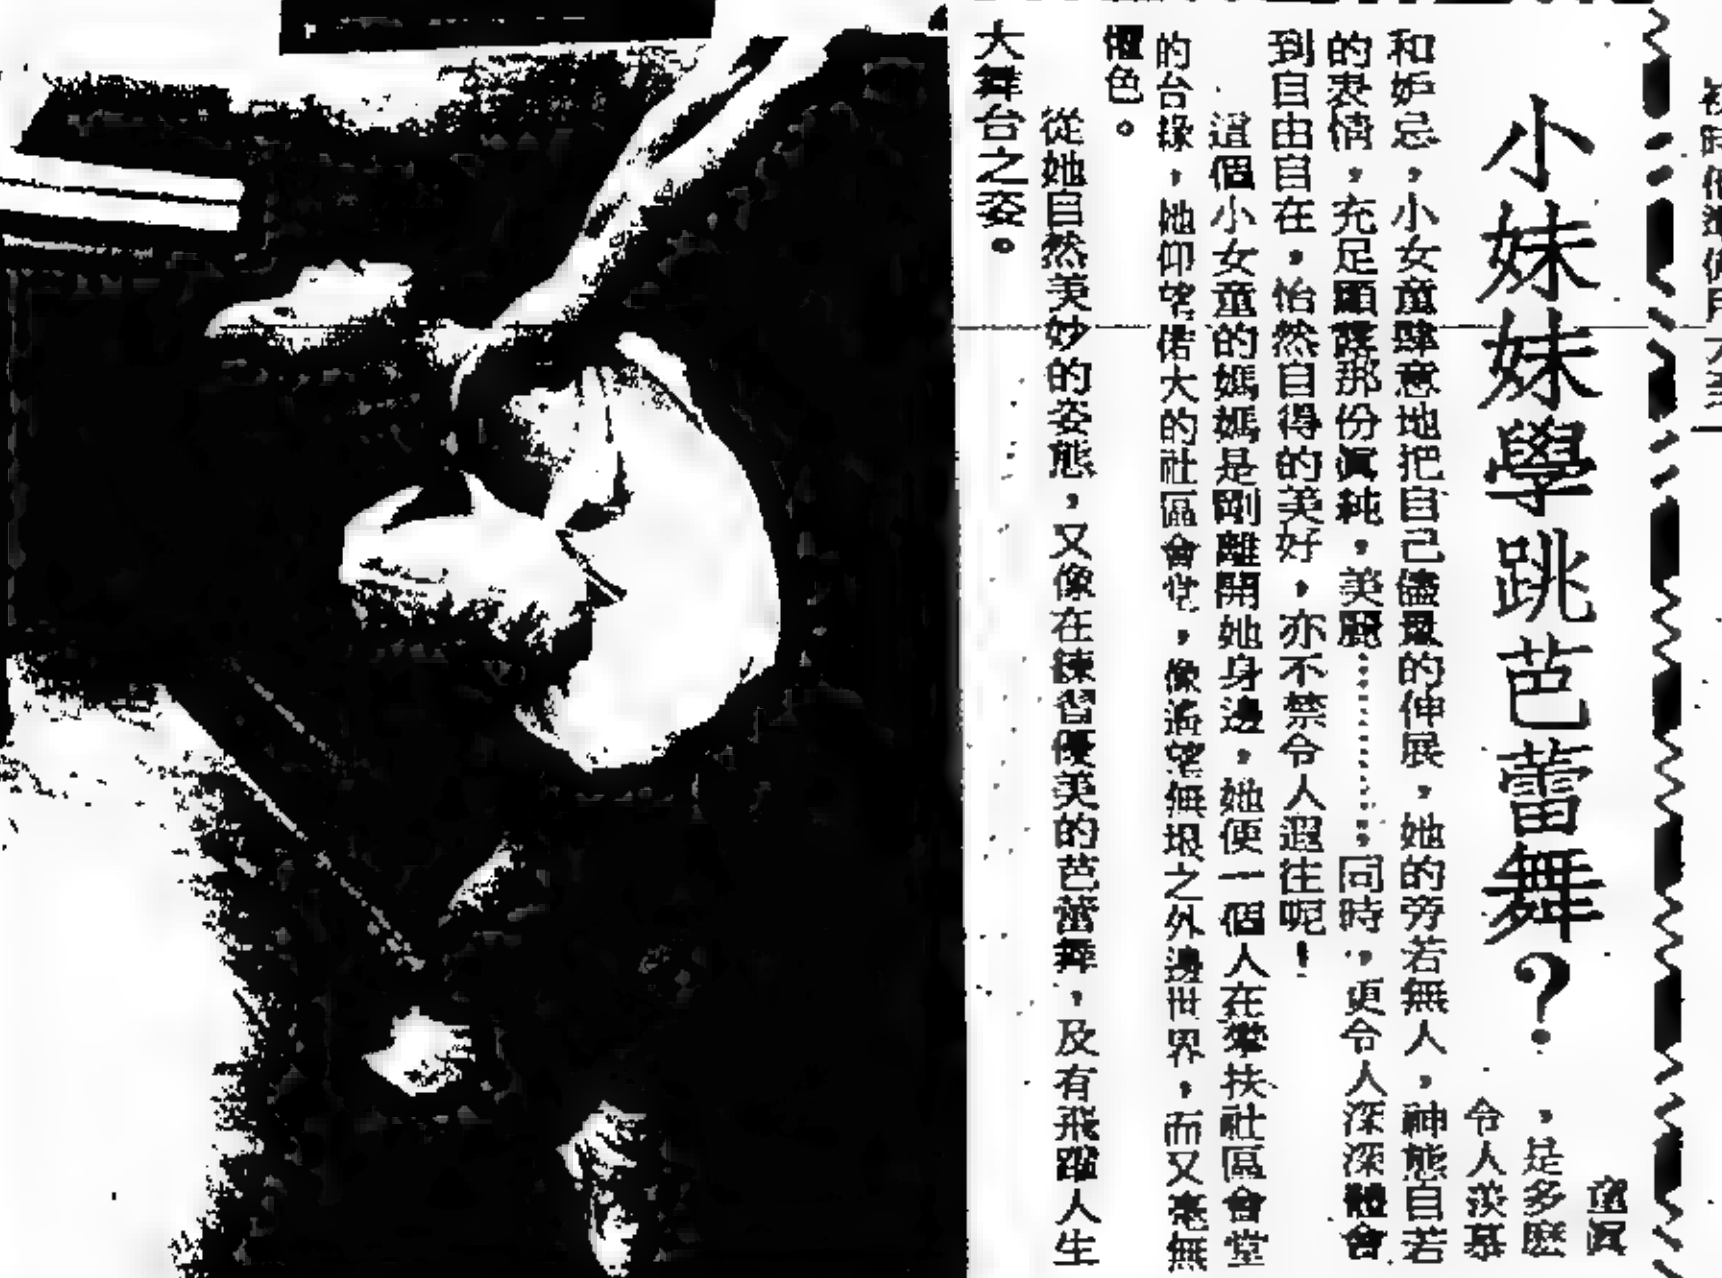 小妹妹學跳芭蕾舞?
童眞
,是多麽
令人羨慕
和妒忌,小女童肆意地把自己儘量的伸展,她的旁若無人,神態自若
的表情,充足顯露那份眞純,美麗…………同時,更令人深深體會
到自由自在,怡然自得的美好,亦不禁令人遐往呢!
這個小女童的媽媽是剛離開她身邊,她便一個人在攀扶社區會堂
的台緣,她仰望偌大的社區會堂,像遙望無垠之外邊世界,而又毫無
懼色。
從她自然美妙的姿態,又像在練習優美的芭蕾舞,及有飛躍人生
大舞台之姿。